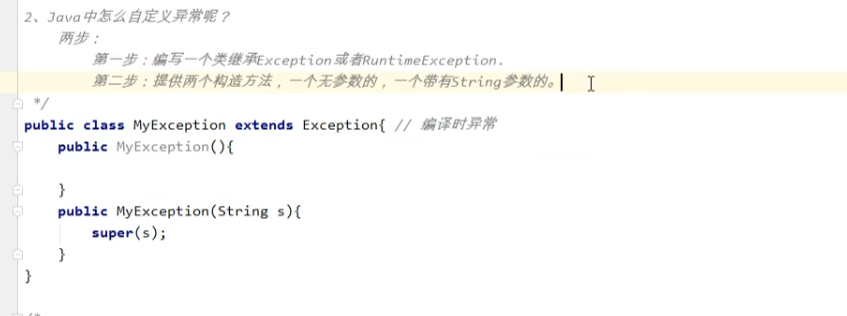 2、Java中怎么自定义异常呢？
两步：
第一步：编写一个类继承Exception或者RuntimeException.
第二步：提供两个构造方法，一个无参数的，一个带有String参数的。
*/
public class MyException extends Exception{ // 编译时异常
public MyException(){
}
public MyException(String s){
super(s);
}
}